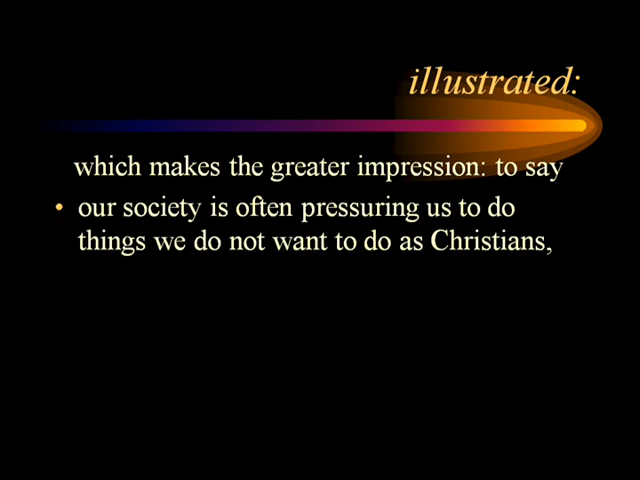 illustrated:
which makes the greater impression: to say
• our society is often pressuring us to do
things we do not want to do as Christians,